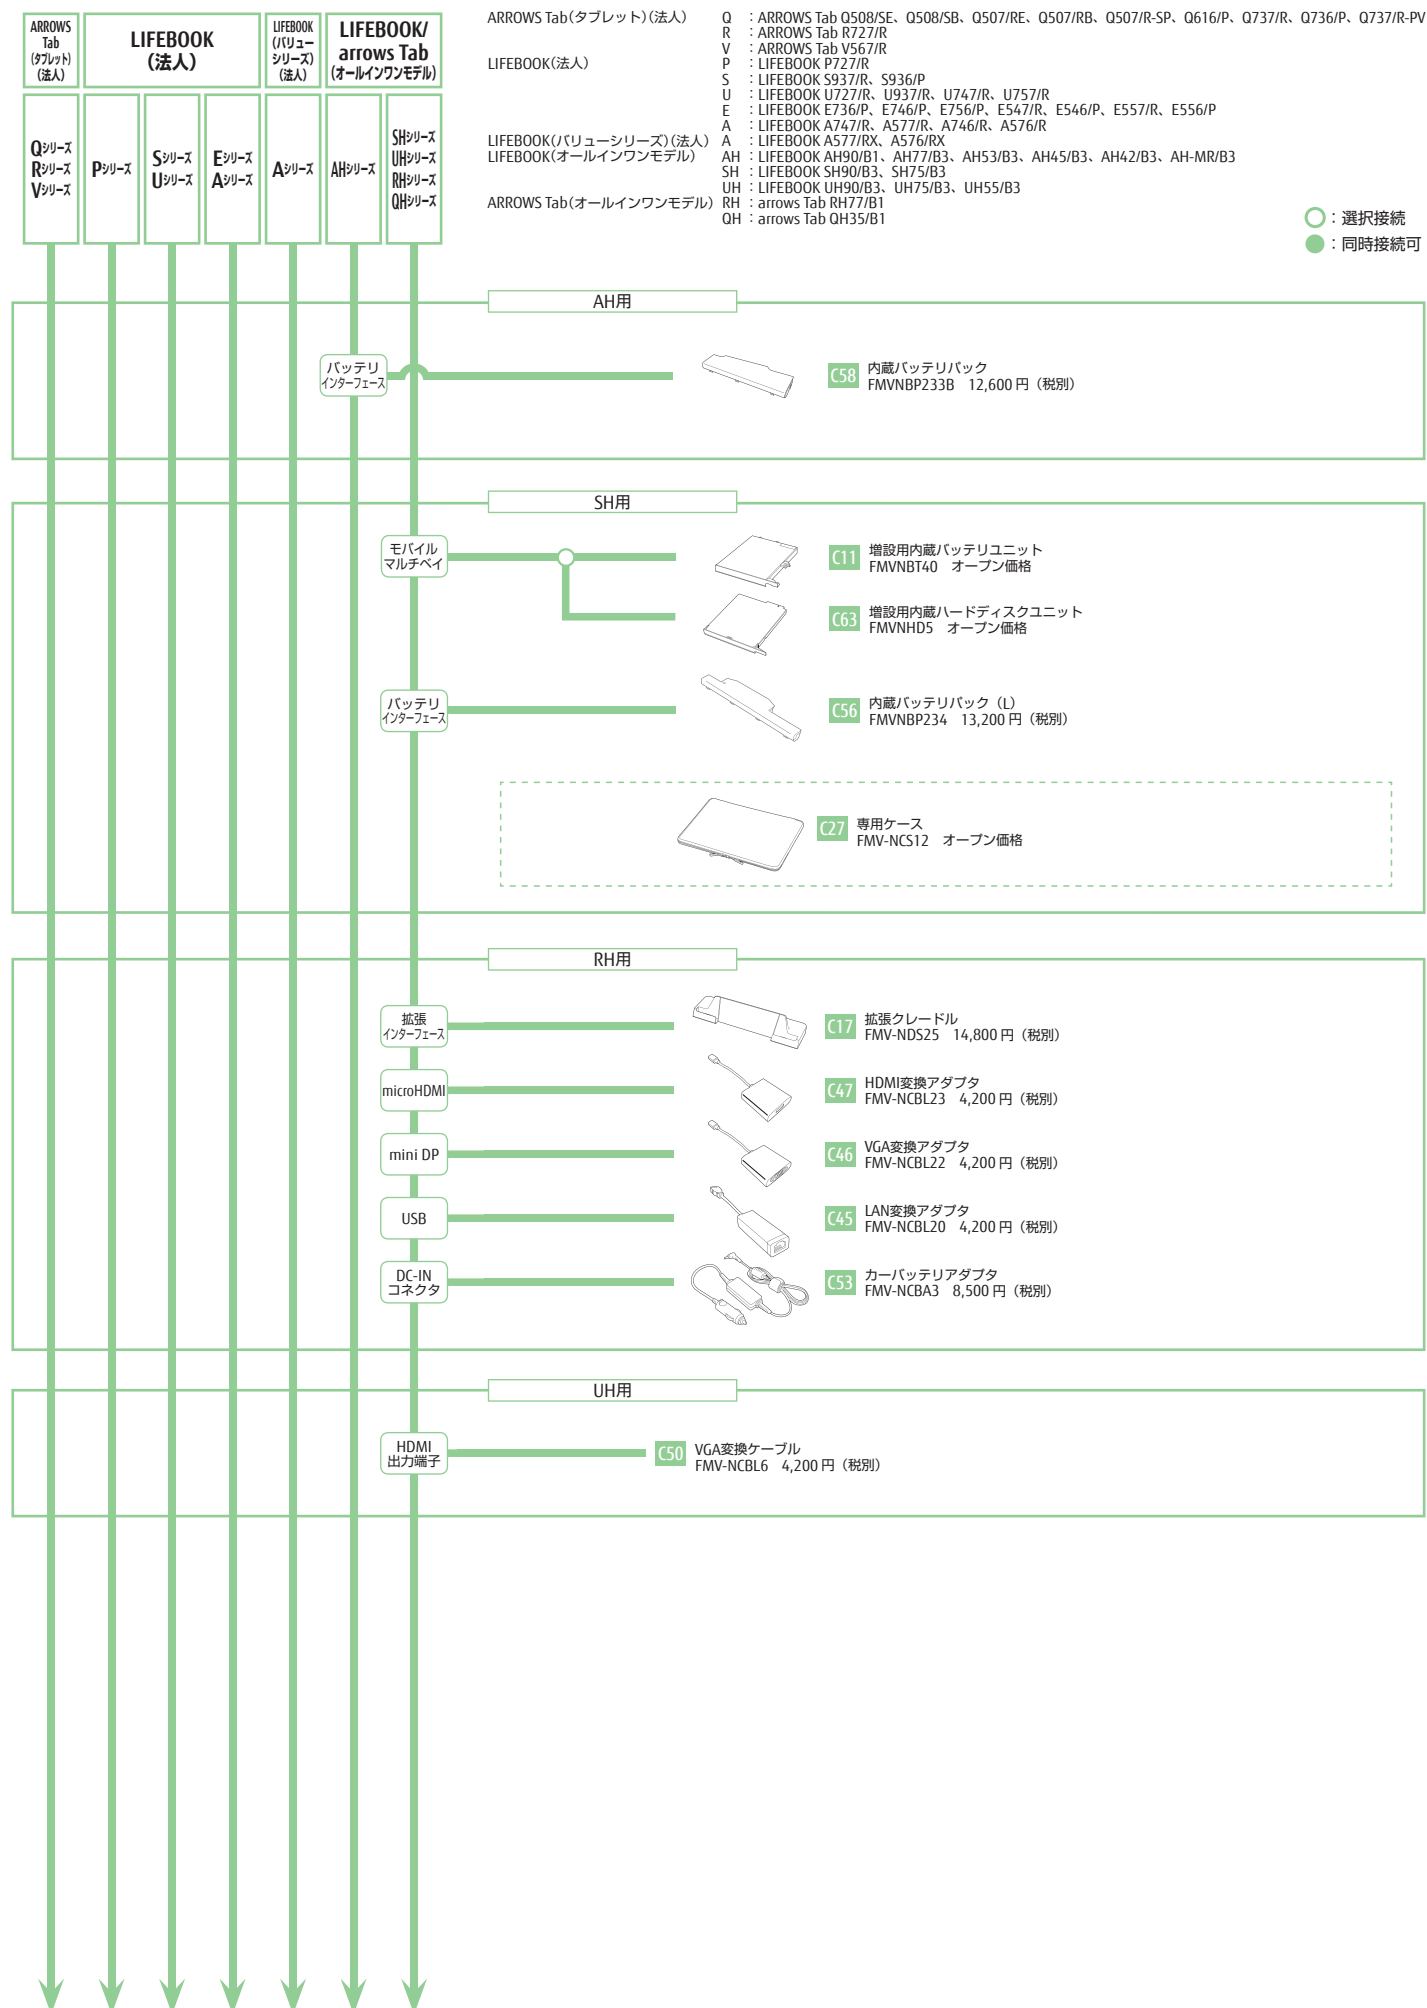 ARROWS
Tab
(タブレット)
(法人)
LIFEBOOK
(法人)
LIFEBOOK
(バリュー
シリーズ)
(法人)
LIFEBOOK/
arrows Tab
(オールインワンモデル)
Qシリーズ
Rシリーズ
Vシリーズ
Pシリーズ
Sシリーズ
Uシリーズ
Eシリーズ
Aシリーズ
Aシリーズ
AHシリーズ
SHシリーズ
UHシリーズ
RHシリーズ
QHシリーズ
ARROWS Tab(タブレット)(法人) Q :ARROWS Tab Q508/SE、Q508/SB、Q507/RE、Q507/RB、Q507/R-SP、Q616/P、Q737/R、Q736/P、Q737/R-PV
R :ARROWS Tab R727/R
V :ARROWS Tab V567/R
LIFEBOOK(法人) P :LIFEBOOK P727/R
S :LIFEBOOK S937/R、S936/P
U :LIFEBOOK U727/R、U937/R、U747/R、U757/R
E :LIFEBOOK E736/P、E746/P、E756/P、E547/R、E546/P、E557/R、E556/P
A :LIFEBOOK A747/R、A577/R、A746/R、A576/R
LIFEBOOK(バリューシリーズ)(法人) A :LIFEBOOK A577/RX、A576/RX
LIFEBOOK(オールインワンモデル) AH :LIFEBOOK AH90/B1、AH77/B3、AH53/B3、AH45/B3、AH42/B3、AH-MR/B3
SH :LIFEBOOK SH90/B3、SH75/B3
UH :LIFEBOOK UH90/B3、UH75/B3、UH55/B3
ARROWS Tab(オールインワンモデル) RH :arrows Tab RH77/B1
QH :arrows Tab QH35/B1
:選択接続
:同時接続可
AH用
バッテリ
インターフェース
C58 内蔵バッテリパック
FMVNBP233B 12,600円(税別)
SH用
モバイル
マルチベイ
C11 増設用内蔵バッテリユニット
FMVNBT40 オープン価格
C63 増設用内蔵ハードディスクユニット
FMVNHD5 オープン価格
バッテリ
インターフェース
C56 内蔵バッテリパック(L)
FMVNBP234 13,200円(税別)
C27 専用ケース
FMV-NCS12 オープン価格
RH用
拡張
インターフェース
C17 拡張クレードル
FMV-NDS25 14,800円(税別)
microHDMI
C47 HDMI変換アダプタ
FMV-NCBL23 4,200円(税別)
mini DP
C46 VGA変換アダプタ
FMV-NCBL22 4,200円(税別)
USB
C45 LAN変換アダプタ
FMV-NCBL20 4,200円(税別)
DC-IN
コネクタ
C53 カーバッテリアダプタ
FMV-NCBA3 8,500円(税別)
UH用
HDMI
出力端子
C50 VGA変換ケーブル
FMV-NCBL6 4,200円(税別)